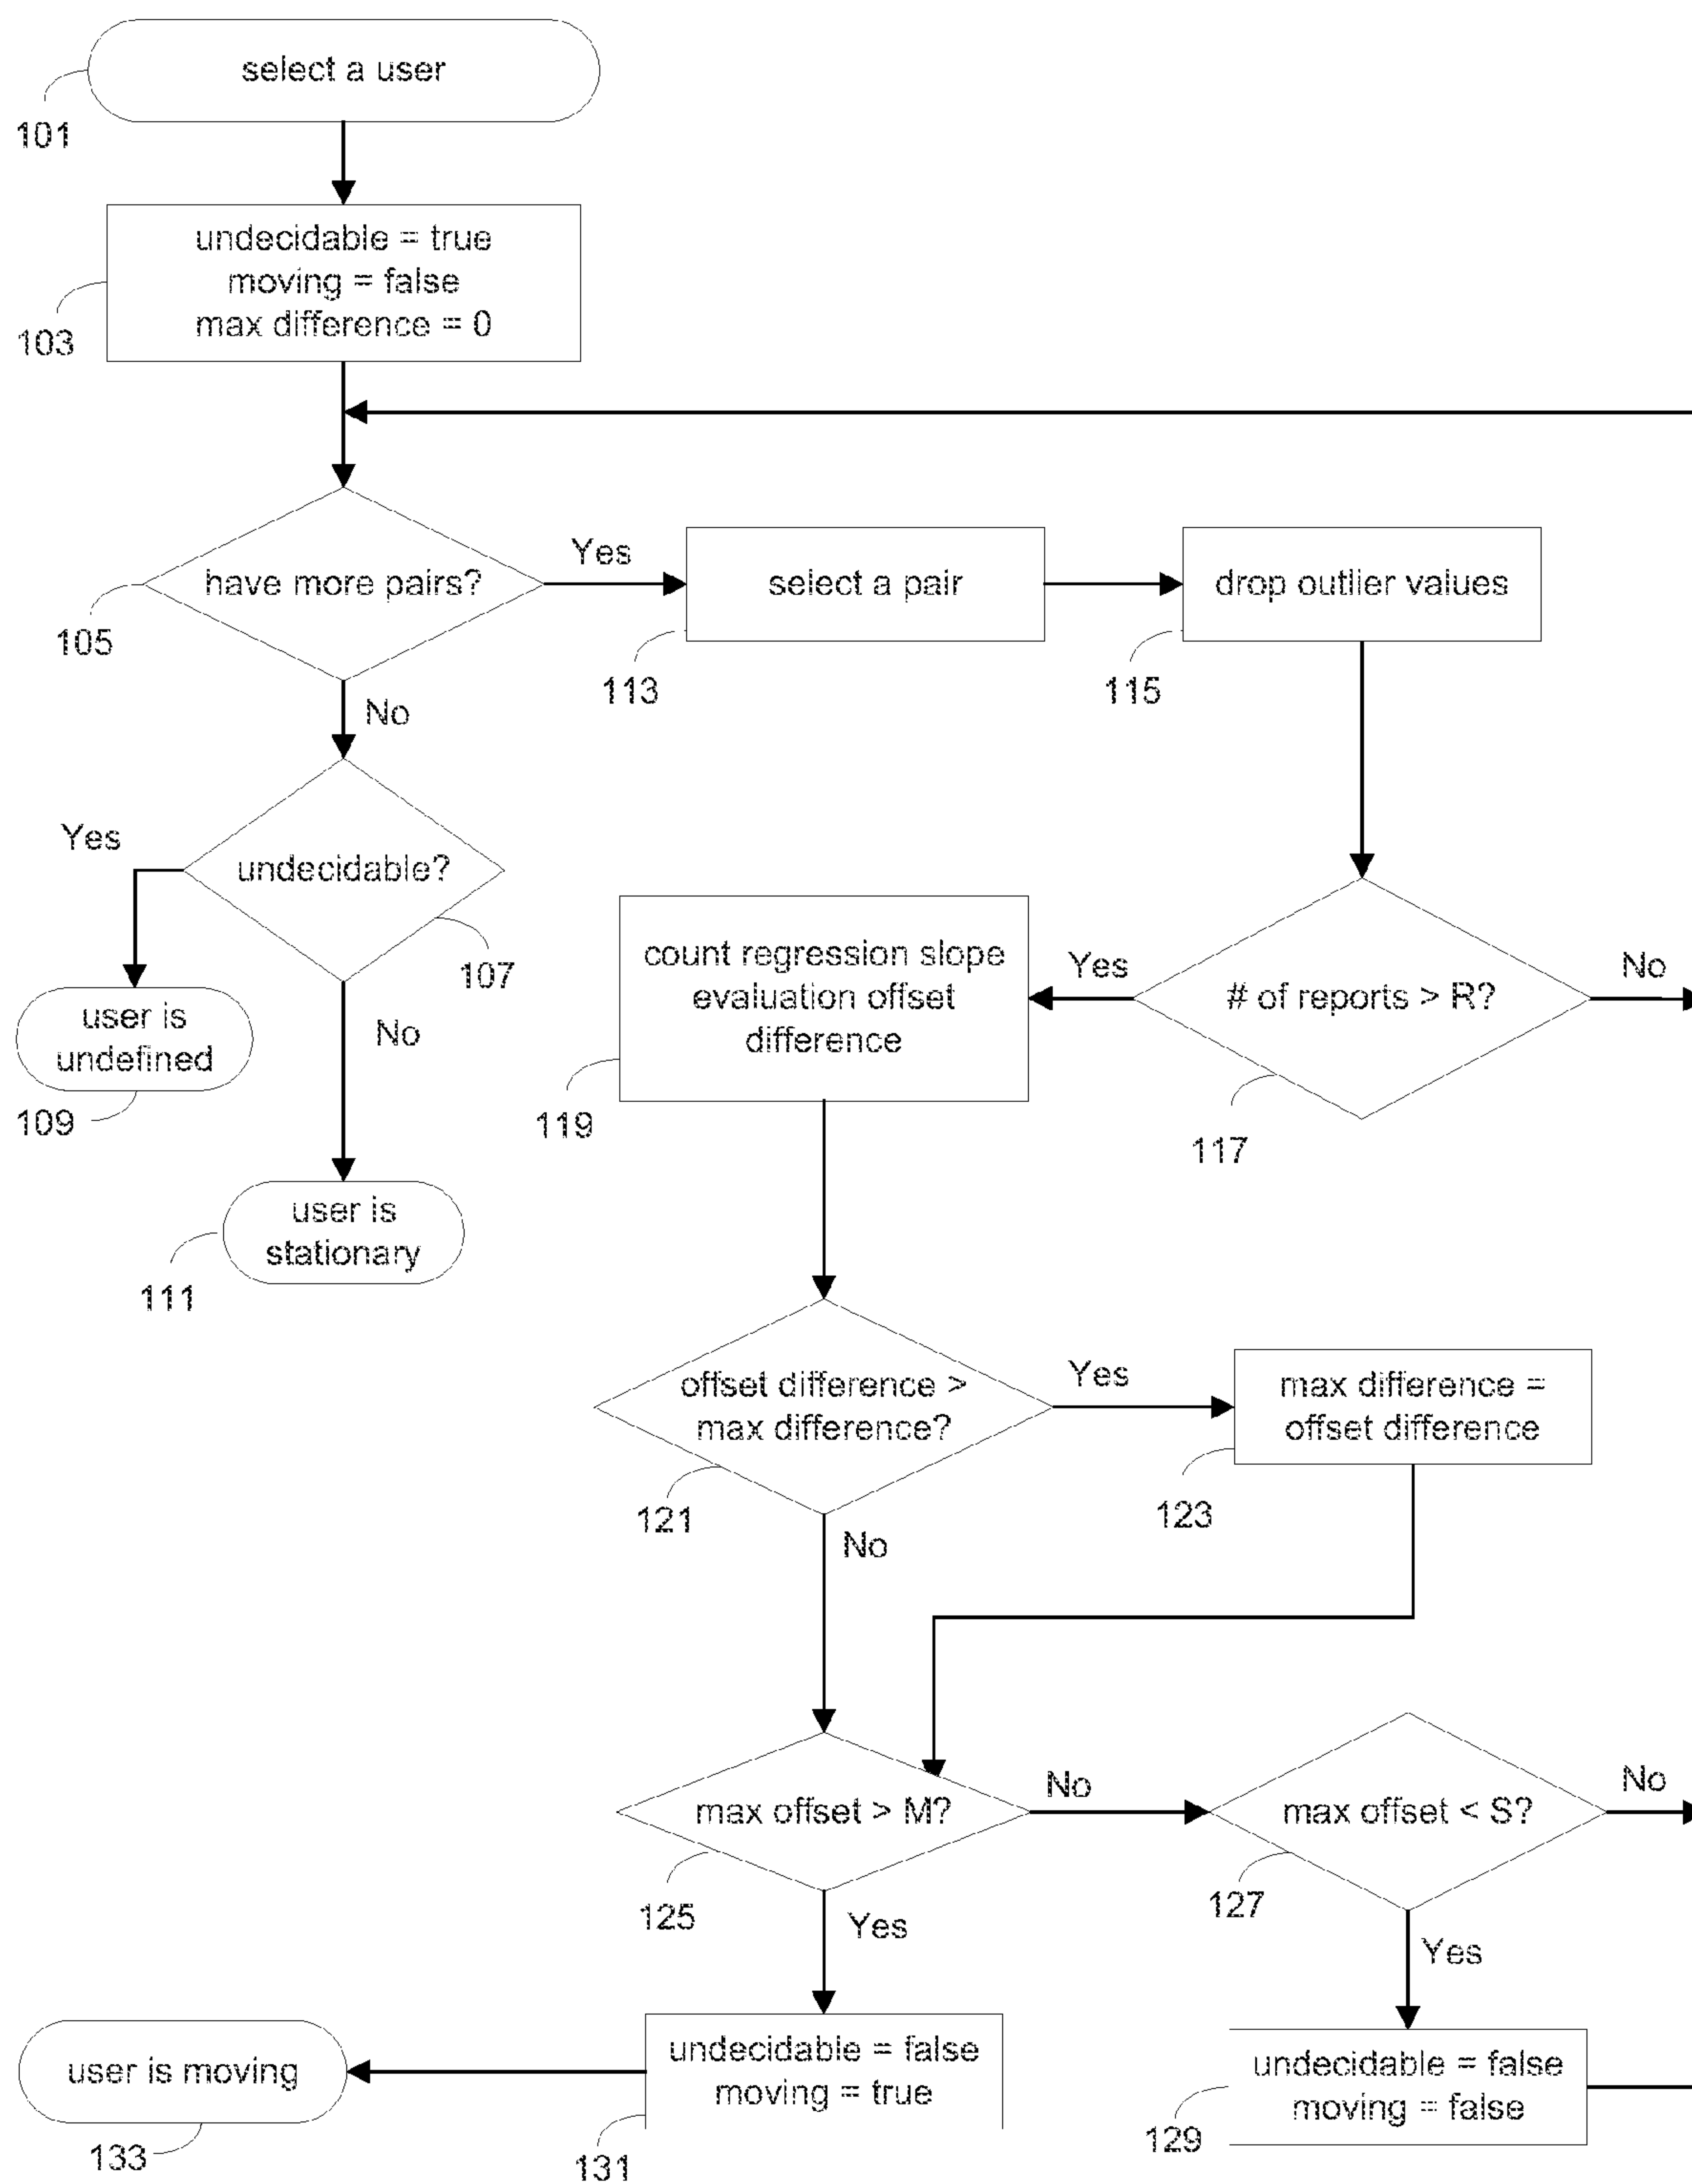 select a user
101
undecidable = true
moving = false
max difference = 0
103
have more pairs?
105
Yes
select a pair
113
drop outlier values
115
No
undecidable?
107
Yes
user is
undefined
109
No
user is
stationary
111
# of reports > R?
117
No
Yes
count regression slope
evaluation offset
difference
119
offset difference >
max difference?
121
Yes
max difference =
offset difference
123
No
max offset > M?
125
No
max offset < S?
127
No
Yes
undecidable = false
moving = true
131
Yes
undecidable = false
moving = false
129
user is moving
133